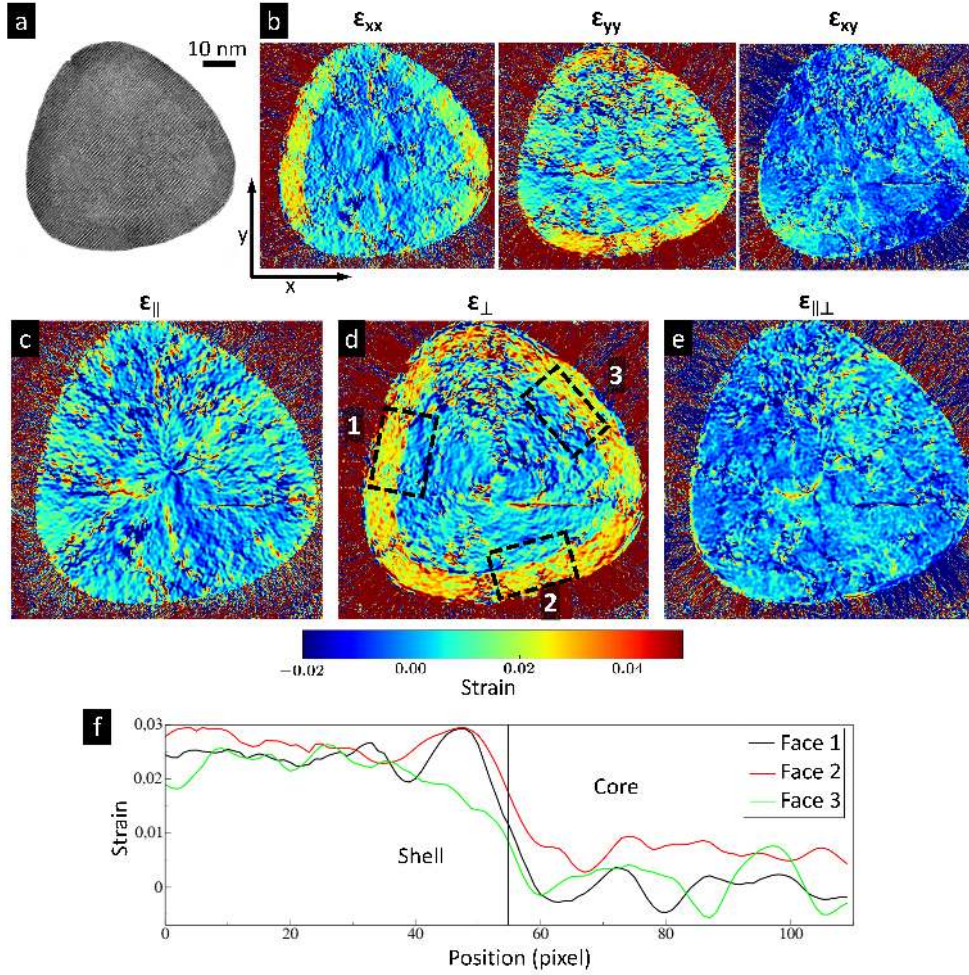 a
10 nm
y
x
b
εxx
εyy
εxy
c
ε∥
d
ε⊥
1
2
3
e
ε∥⊥
−0.02
0.00
0.02
0.04
Strain
f
0.03
0.02
0.01
0
Strain
Shell
Core
Face 1
Face 2
Face 3
0
20
40
60
80
100
Position (pixel)